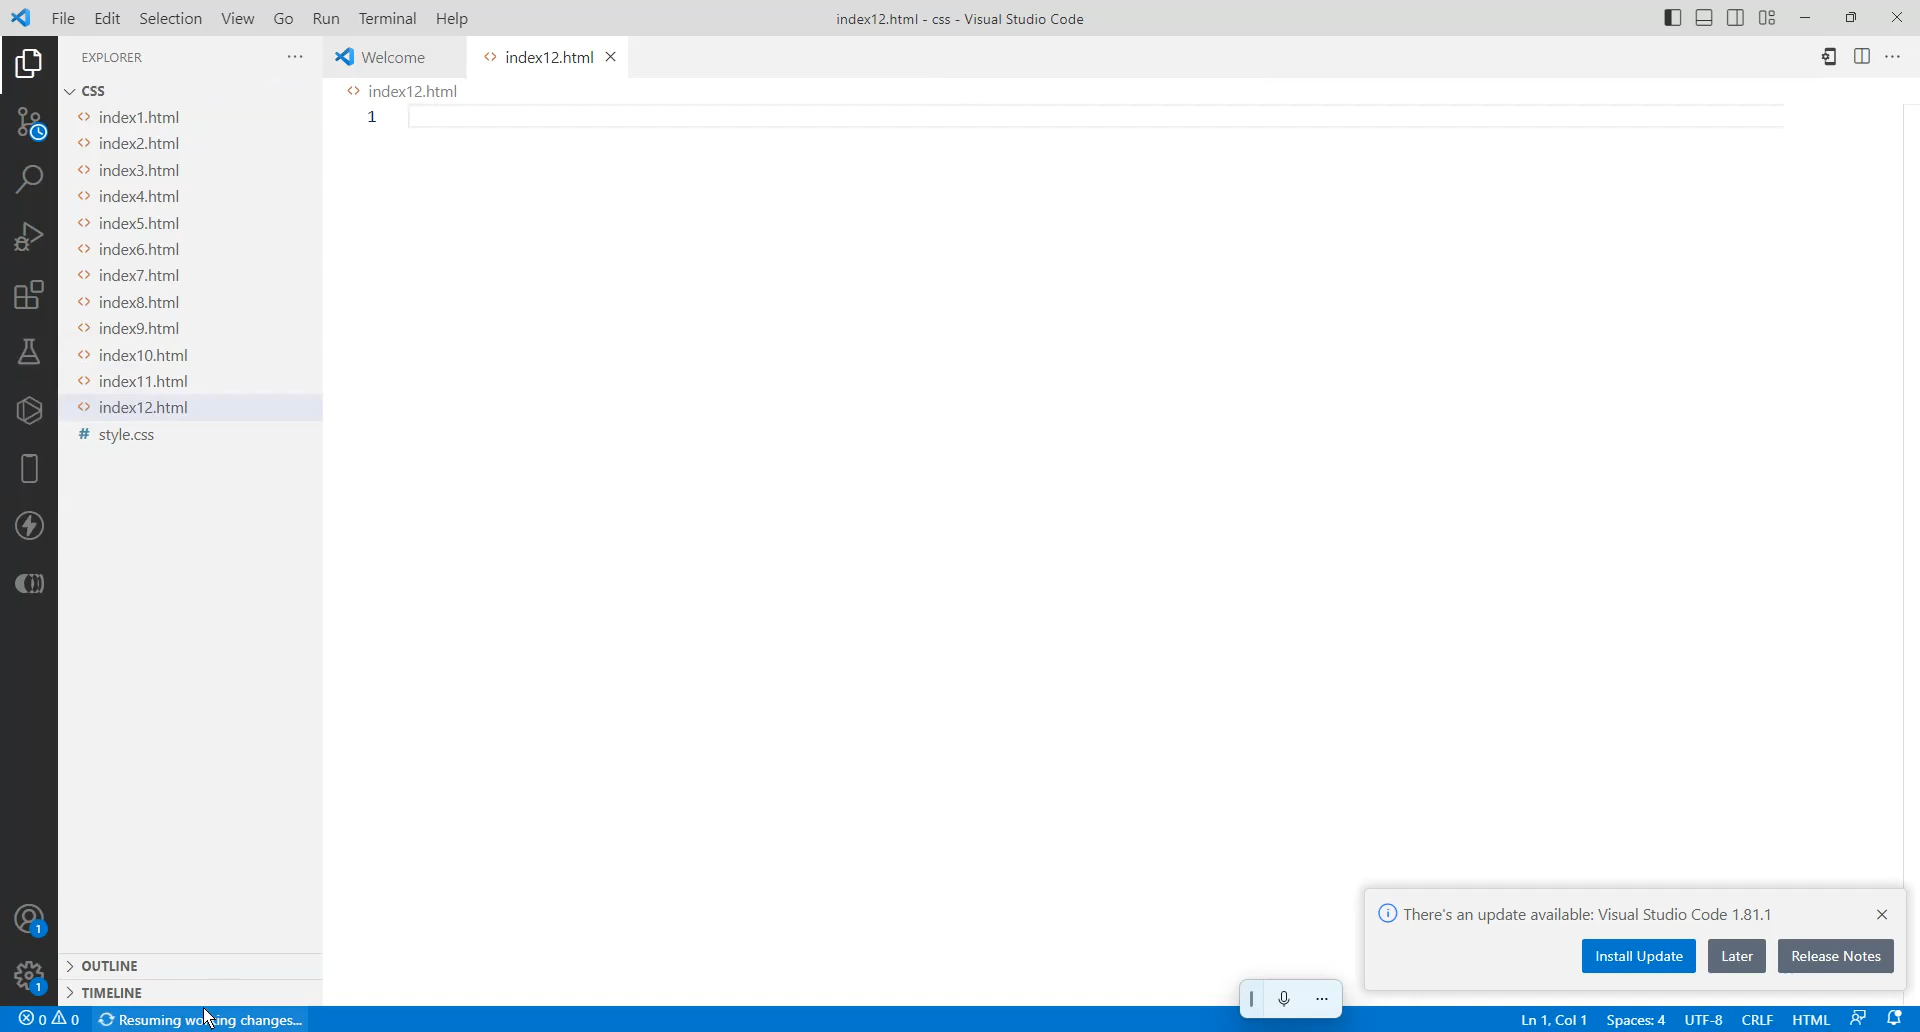 File Edit Selection View Go Run Terminal Help
index12.html - css - Visual Studio Code
EXPLORER
Welcome
index12.html
CSS
index12.html
1
index1.html
index2.html
index3.html
index4.html
index5.html
index6.html
index7.html
index8.html
index9.html
index10.html
index11.html
index12.html
# style.css
There's an update available: Visual Studio Code 1.81.1
Install Update
Later
Release Notes
1
OUTLINE
1
TIMELINE
0 0 Resuming working changes...
Ln 1, Col 1 Spaces: 4 UTF-8 CRLF HTML